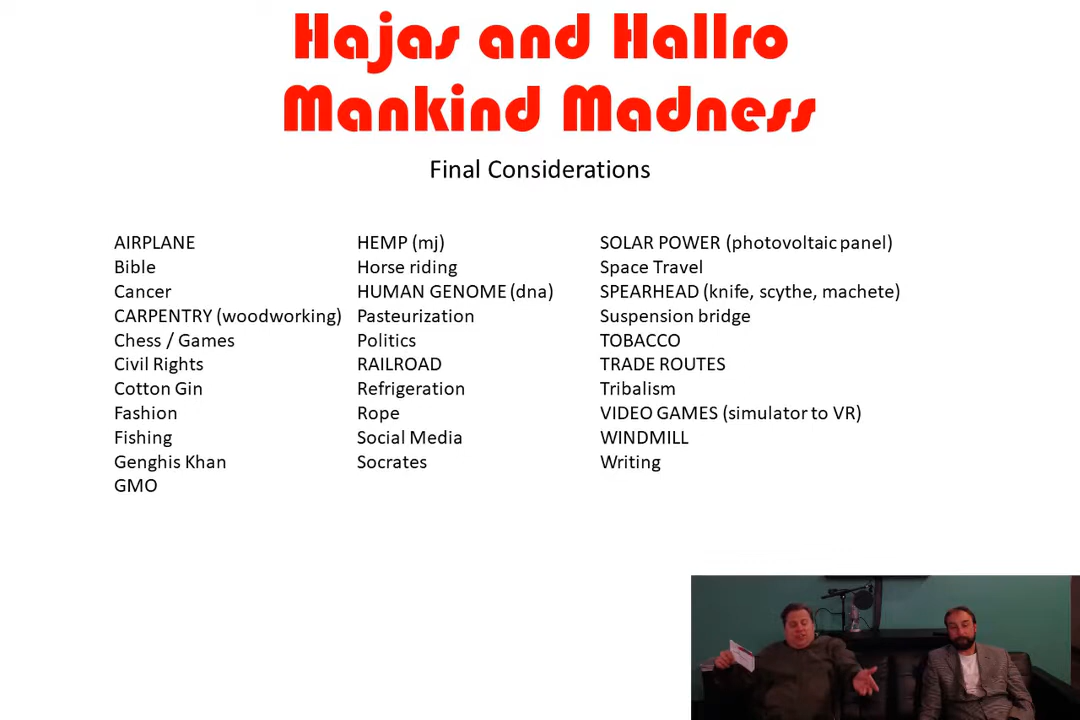 Hajas and Hallro
Mankind Madness
Final Considerations
AIRPLANE
Bible
Cancer
CARPENTRY (woodworking)
Chess / Games
Civil Rights
Cotton Gin
Fashion
Fishing
Genghis Khan
GMO
HEMP (mj)
Horse riding
HUMAN GENOME (dna)
Pasteurization
Politics
RAILROAD
Refrigeration
Rope
Social Media
Socrates
SOLAR POWER (photovoltaic panel)
Space Travel
SPEARHEAD (knife, scythe, machete)
Suspension bridge
TOBACCO
TRADE ROUTES
Tribalism
VIDEO GAMES (simulator to VR)
WINDMILL
Writing